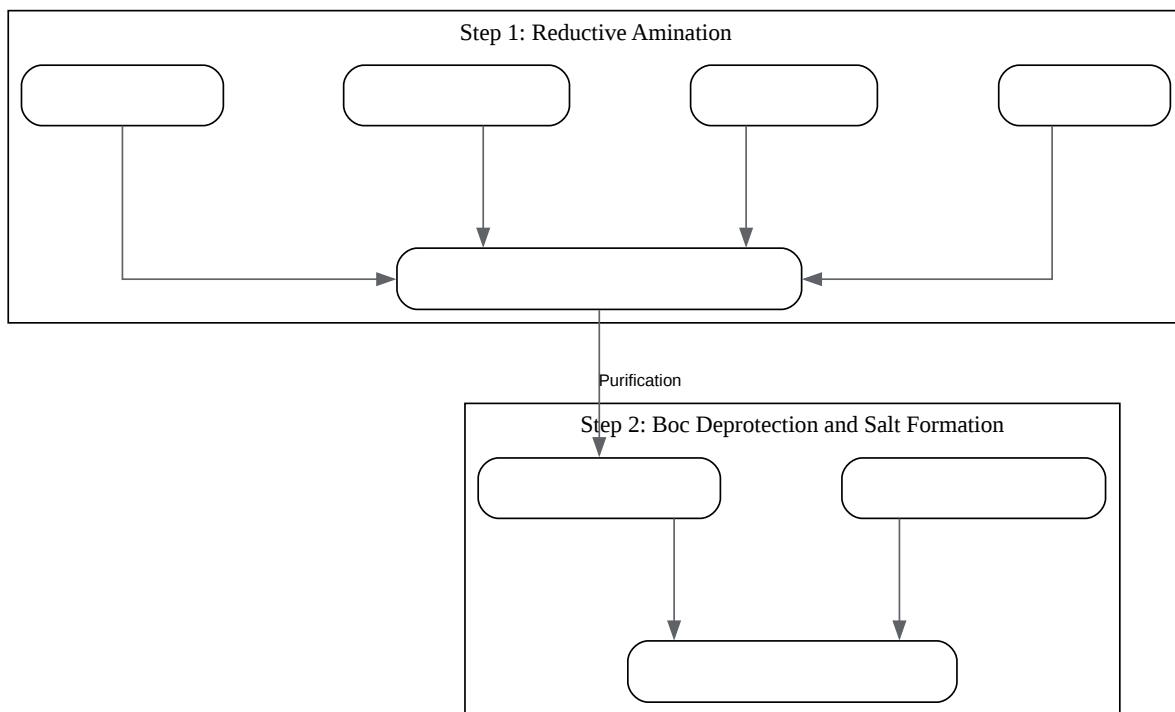 Step 1: Reductive Amination
Purification
Step 2: Boc Deprotection and Salt Formation